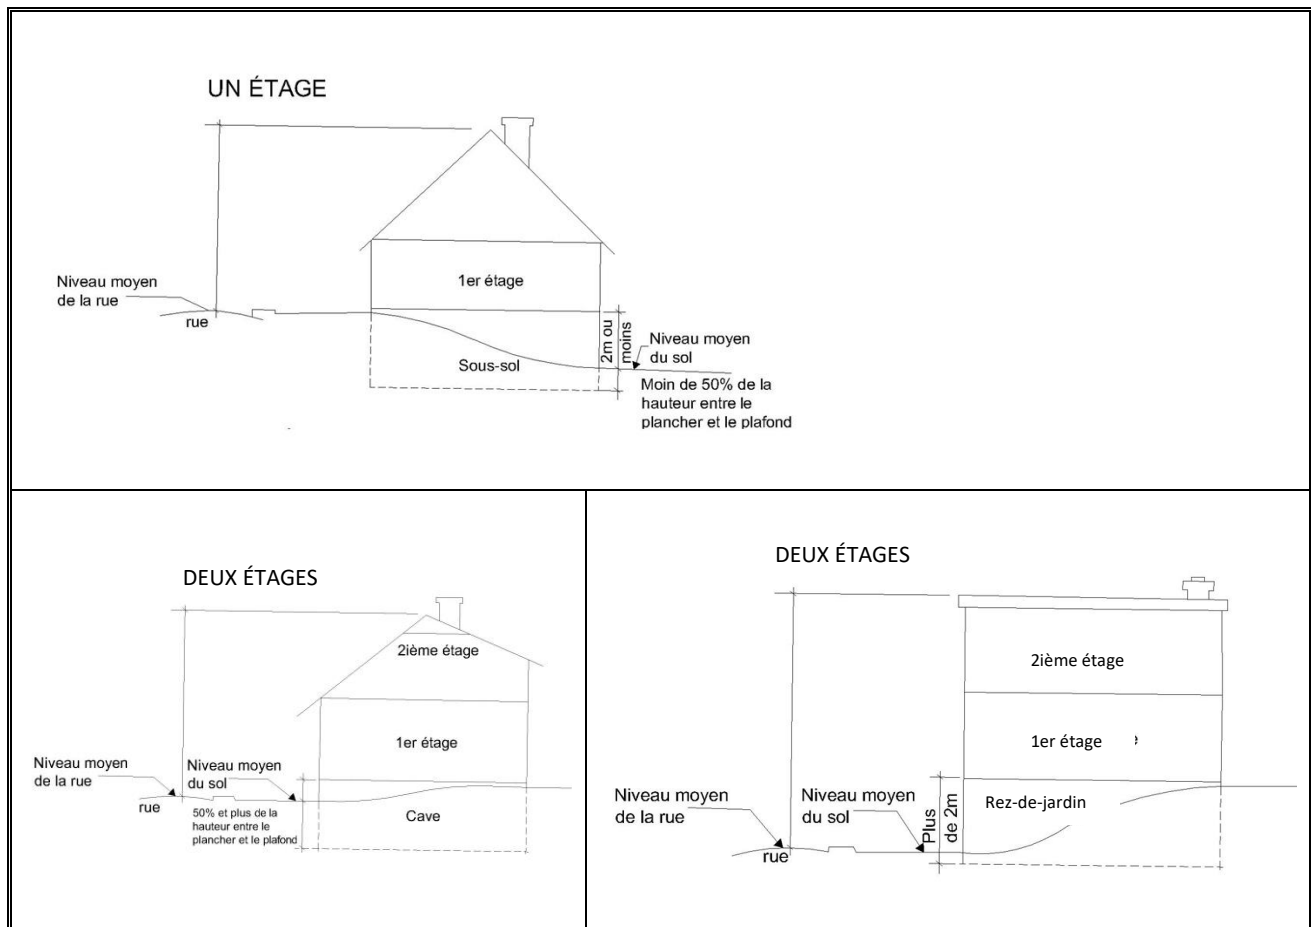 UN ÉTAGE
Niveau moyen
de la rue
rue
1er étage
Sous-sol
2m ou
moins
Niveau moyen
du sol
Moin de 50% de la
hauteur entre le
plancher et le plafond
DEUX ÉTAGES
2ième étage
1er étage
Niveau moyen
de la rue
rue
Niveau moyen
du sol
50% et plus de la
hauteur entre le
plancher et le plafond
Cave
DEUX ÉTAGES
2ième étage
1er étage
Niveau moyen
de la rue
rue
Niveau moyen
du sol
Plus
de 2m
Rez-de-jardin